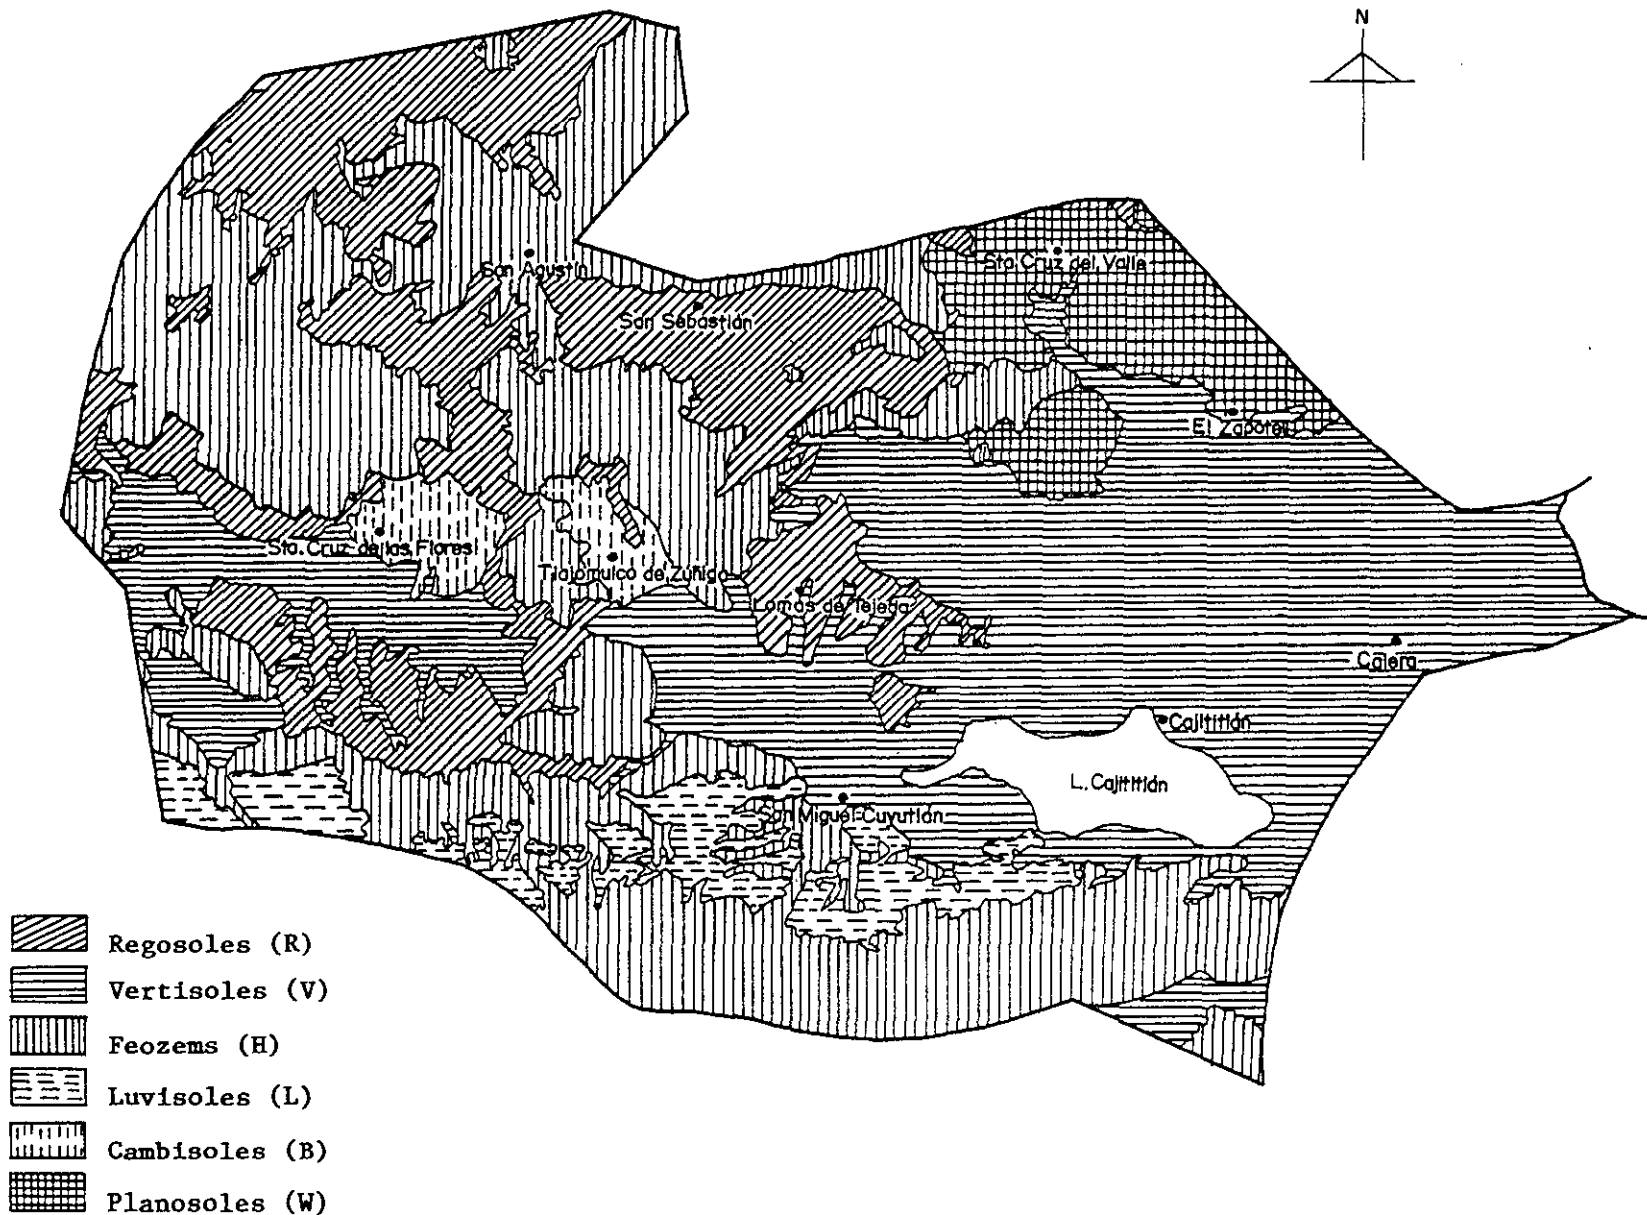 N
Sta. Cruz del Valle
San Agustín
San Sebastián
El Zapote
Sta. Cruz de las Flores
Tlajomulco de Zúñiga
Lomas de Tejeda
Calera
Cajititlán
L. Cajititlán
San Miguel Cuyutlán
Regosoles (R)
Vertisoles (V)
Feozems (H)
Luvisoles (L)
Cambisoles (B)
Planosoles (W)